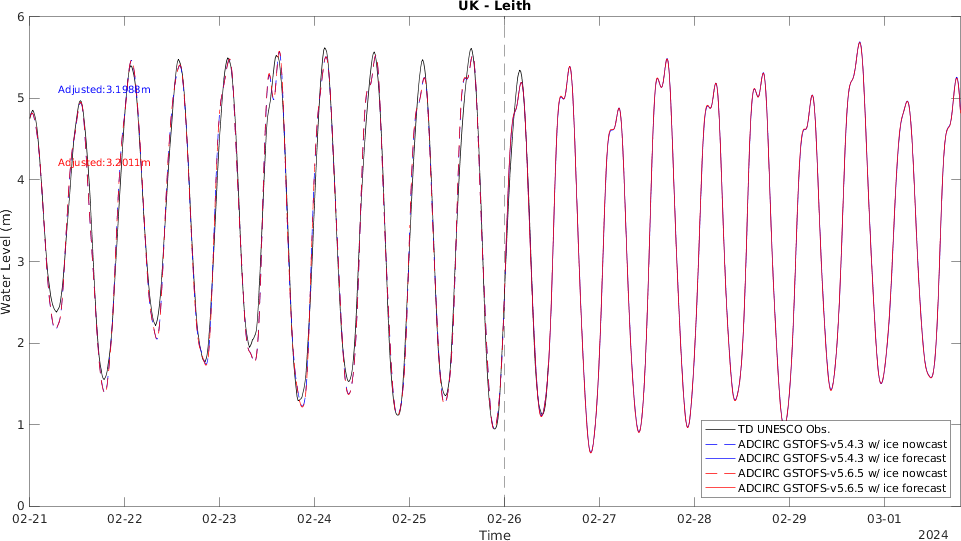 UK - Leith
6
5
4
3
2
1
0
Water Level (m)
Adjusted:3.1988m
Adjusted:3.2011m
TD UNESCO Obs.
ADCIRC GSTOFS-v5.4.3 w/ ice nowcast
ADCIRC GSTOFS-v5.4.3 w/ ice forecast
ADCIRC GSTOFS-v5.6.5 w/ ice nowcast
ADCIRC GSTOFS-v5.6.5 w/ ice forecast
02-21 02-22 02-23 02-24 02-25 02-26 02-27 02-28 02-29 03-01
Time
2024